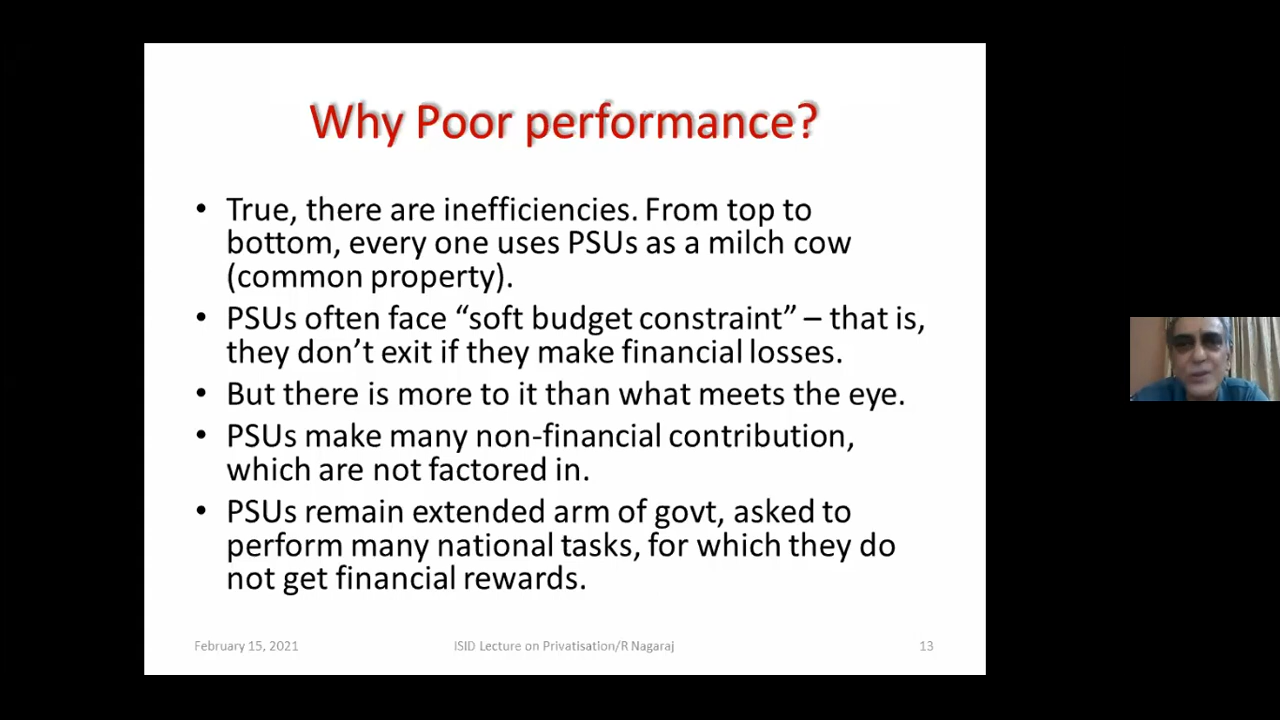 Why Poor performance?
• True, there are inefficiencies. From top to
bottom, every one uses PSUs as a milch cow
(common property).
• PSUs often face “soft budget constraint” – that is,
they don’t exit if they make financial losses.
• But there is more to it than what meets the eye.
• PSUs make many non-financial contribution,
which are not factored in.
• PSUs remain extended arm of govt, asked to
perform many national tasks, for which they do
not get financial rewards.
February 15, 2021 ISID Lecture on Privatisation/R Nagaraj 13